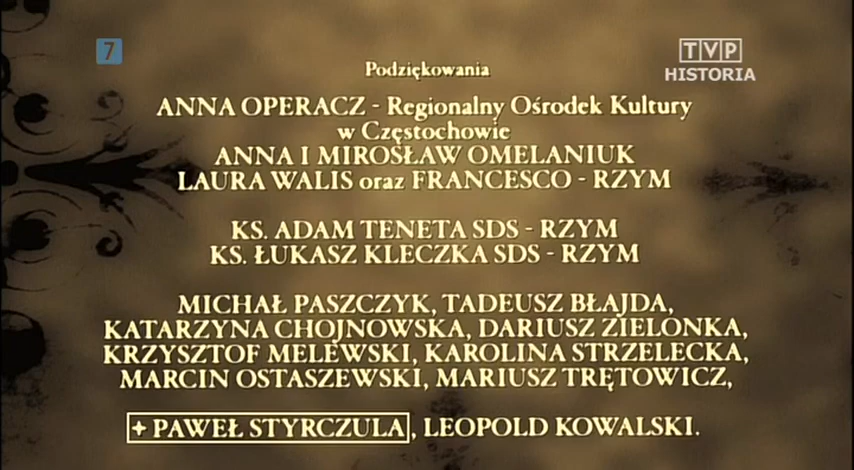 7
TVP
HISTORIA
Podziękowania
ANNA OPERACZ - Regionalny Ośrodek Kultury
w Częstochowie
ANNA I MIROSŁAW OMELANIUK
LAURA WALIS oraz FRANCESCO - RZYM
KS. ADAM TENETA SDS - RZYM
KS. ŁUKASZ KLECZKA SDS - RZYM
MICHAŁ PASZCZYK, TADEUSZ BŁAJDA,
KATARZYNA CHOJNOWSKA, DARIUSZ ZIELONKA,
KRZYSZTOF MELEWSKI, KAROLINA STRZELECKA,
MARCIN OSTASZEWSKI, MARIUSZ TRĘTOWICZ,
+ PAWEŁ STYRCZULA, LEOPOLD KOWALSKI.